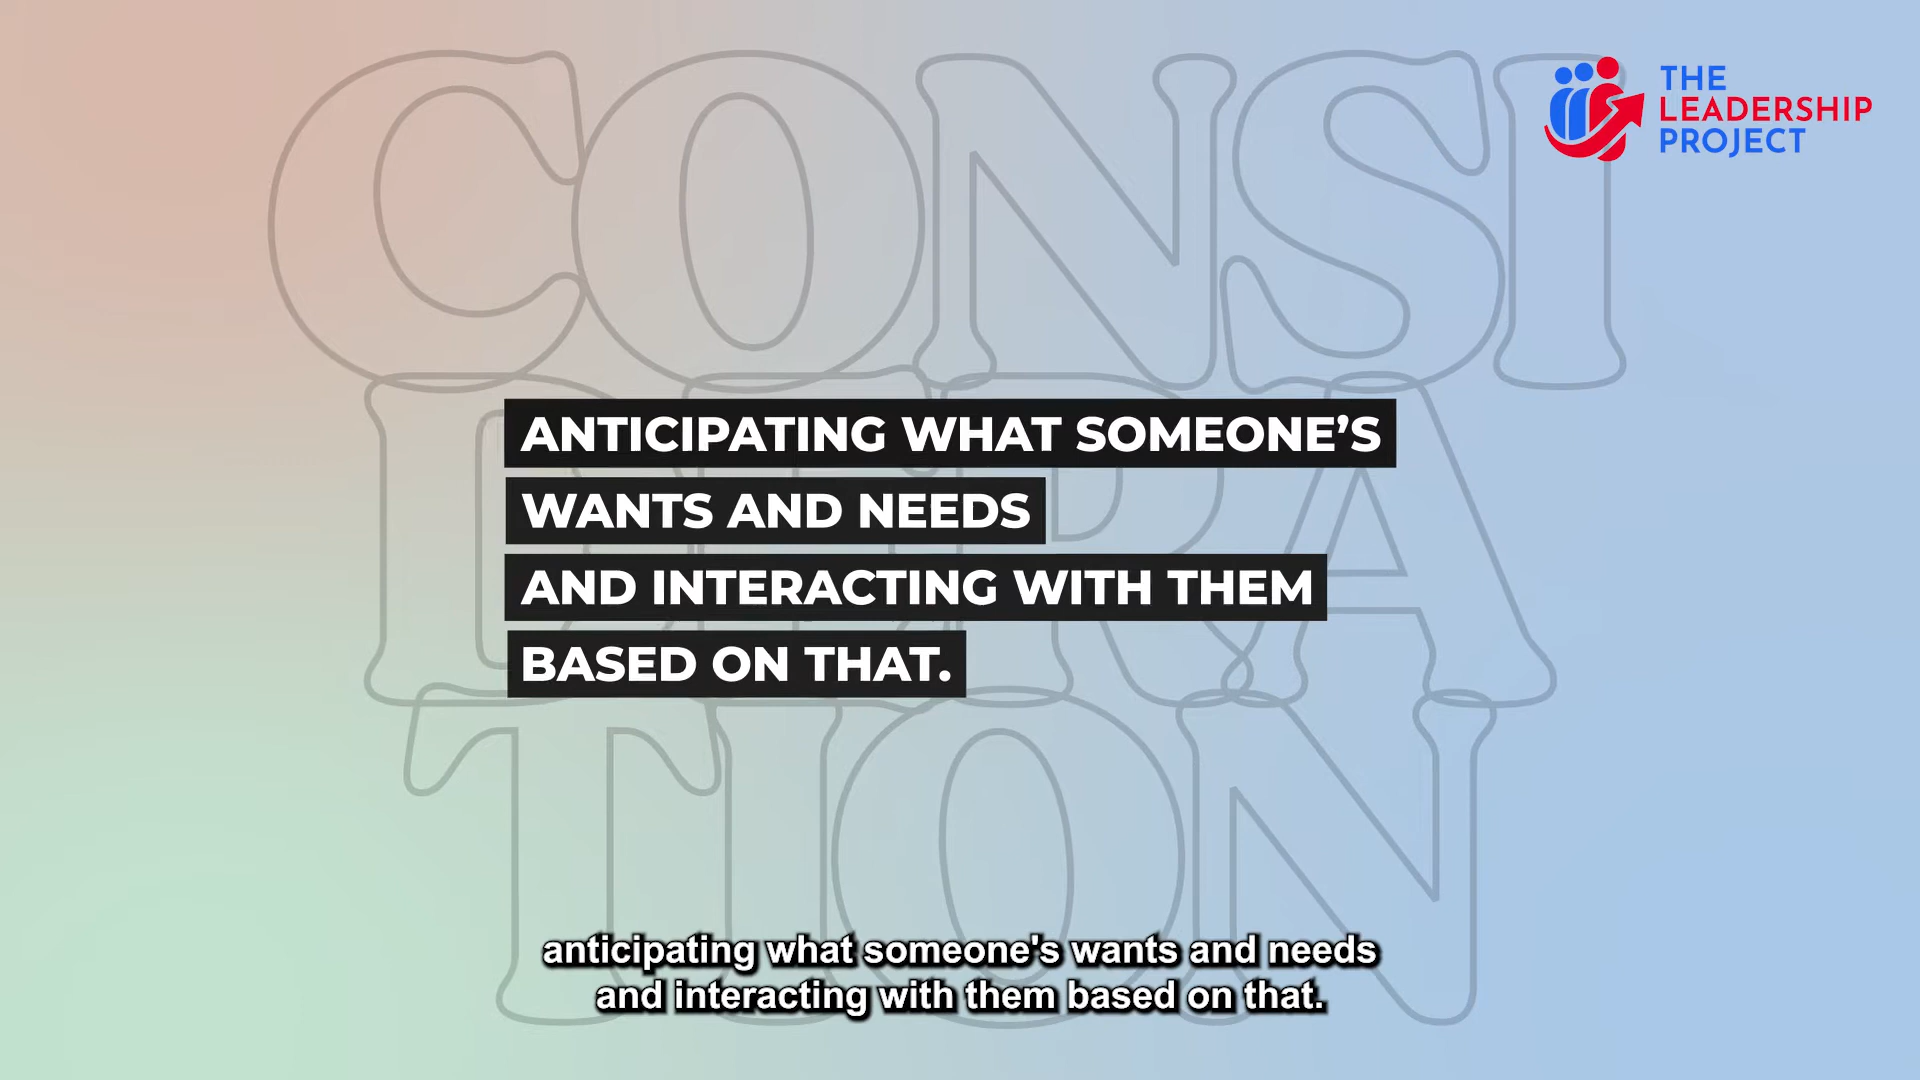 CONSI
DERA
TION
THE
LEADERSHIP
PROJECT
ANTICIPATING WHAT SOMEONE’S
WANTS AND NEEDS
AND INTERACTING WITH THEM
BASED ON THAT.
anticipating what someone's wants and needs
and interacting with them based on that.